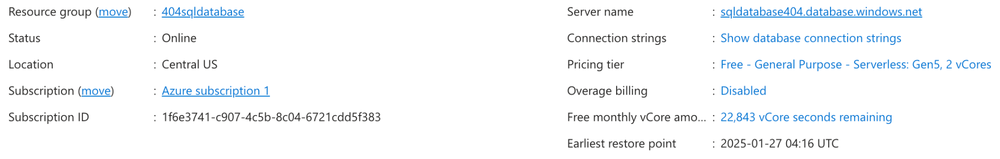 Resource group (move) : 404sqldatabase
Status : Online
Location : Central US
Subscription (move) : Azure subscription 1
Subscription ID : 1f6e3741-c907-4c5b-8c04-6721cdd5f383
Server name : sqldatabase404.database.windows.net
Connection strings : Show database connection strings
Pricing tier : Free - General Purpose - Serverless: Gen5, 2 vCores
Overage billing : Disabled
Free monthly vCore amo... : 22,843 vCore seconds remaining
Earliest restore point : 2025-01-27 04:16 UTC